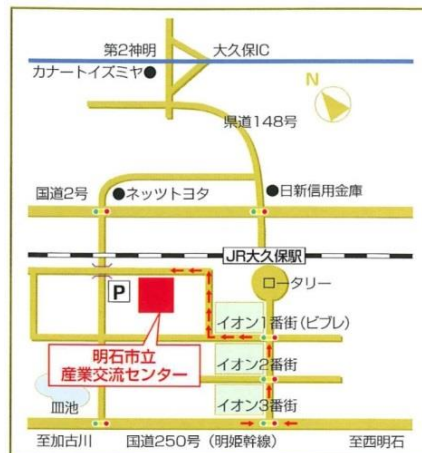 第2神明
大久保IC
カナートイズミヤ
N
県道148号
国道2号
ネッツトヨタ
日新信用金庫
JR大久保駅
P
ロータリー
イオン1番街(ビブレ)
明石市立
産業交流センター
イオン2番街
皿池
イオン3番街
至加古川
国道250号(明姫幹線)
至西明石